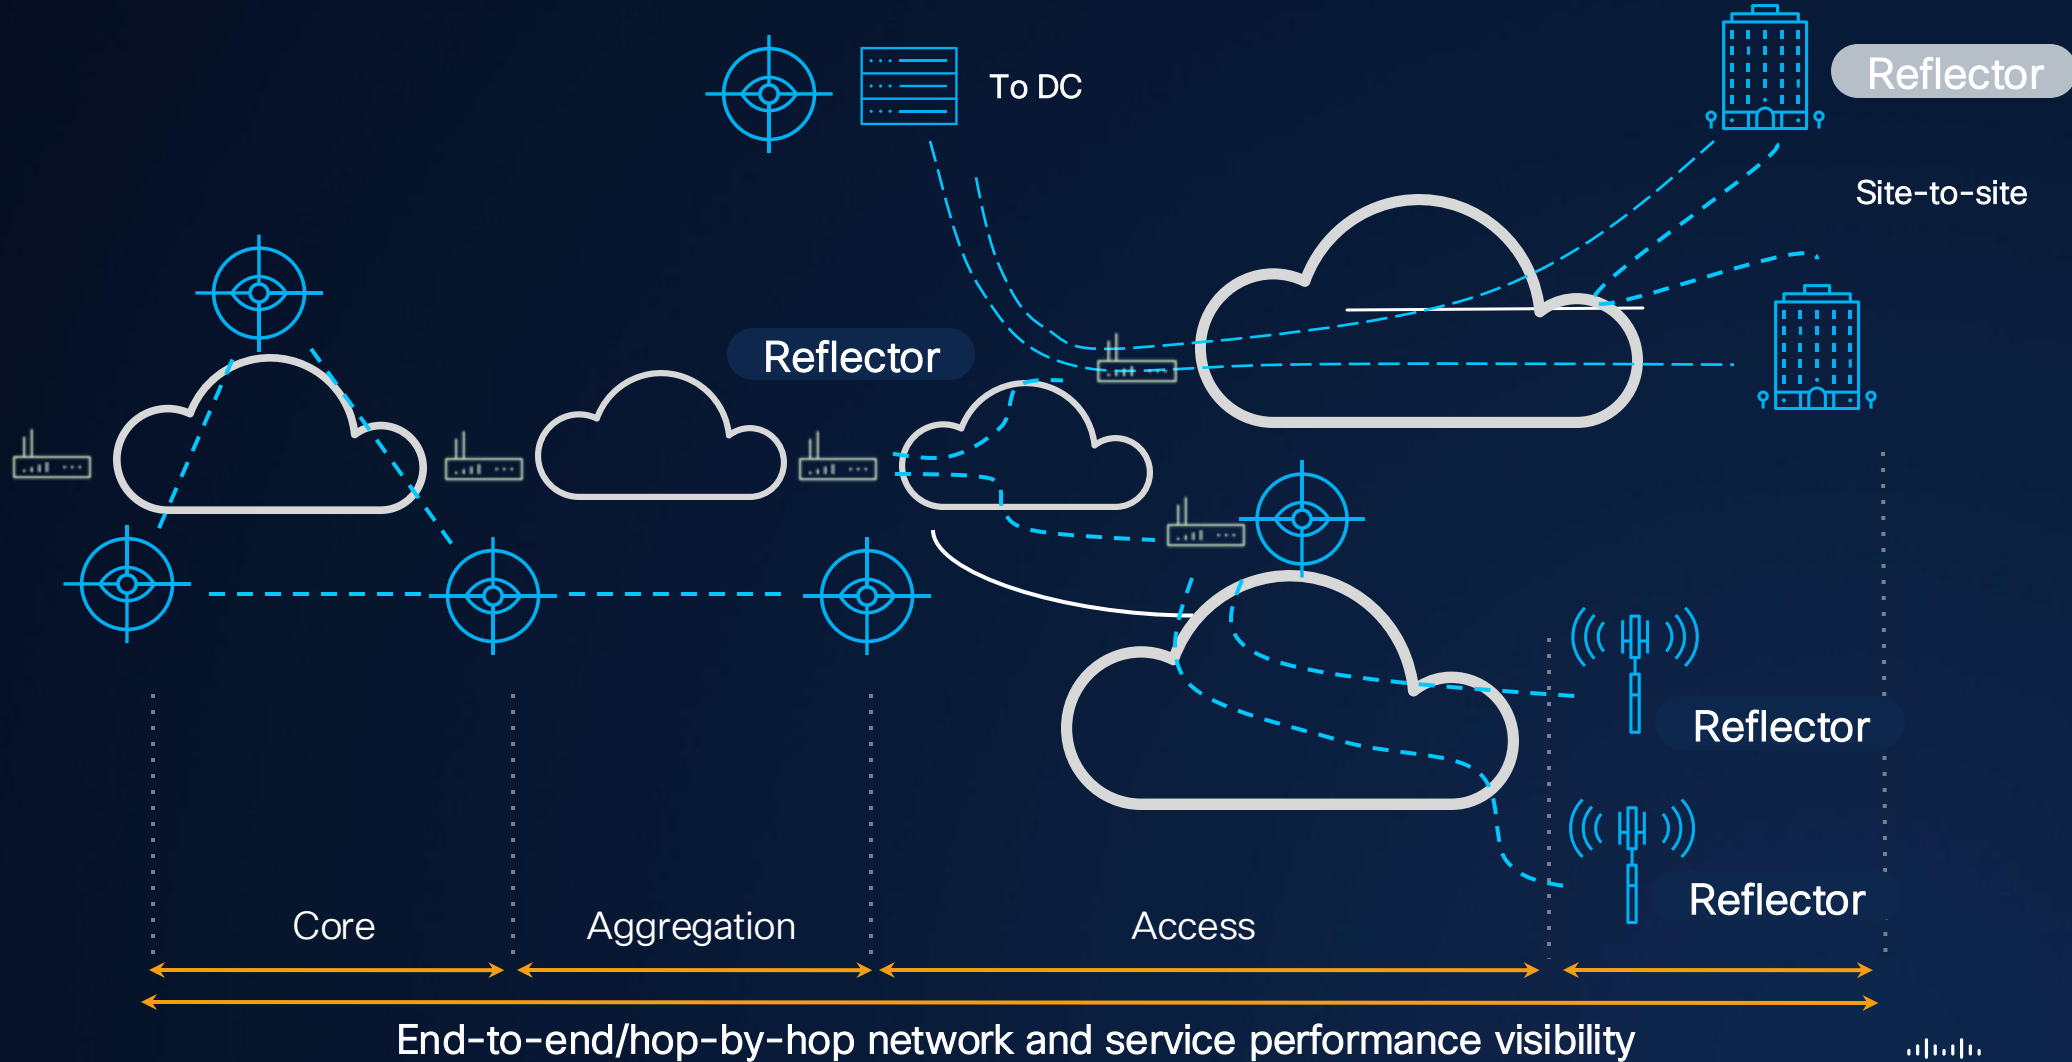 To DC
Reflector
Site-to-site
Reflector
Reflector
Reflector
Core
Aggregation
Access
End-to-end/hop-by-hop network and service performance visibility